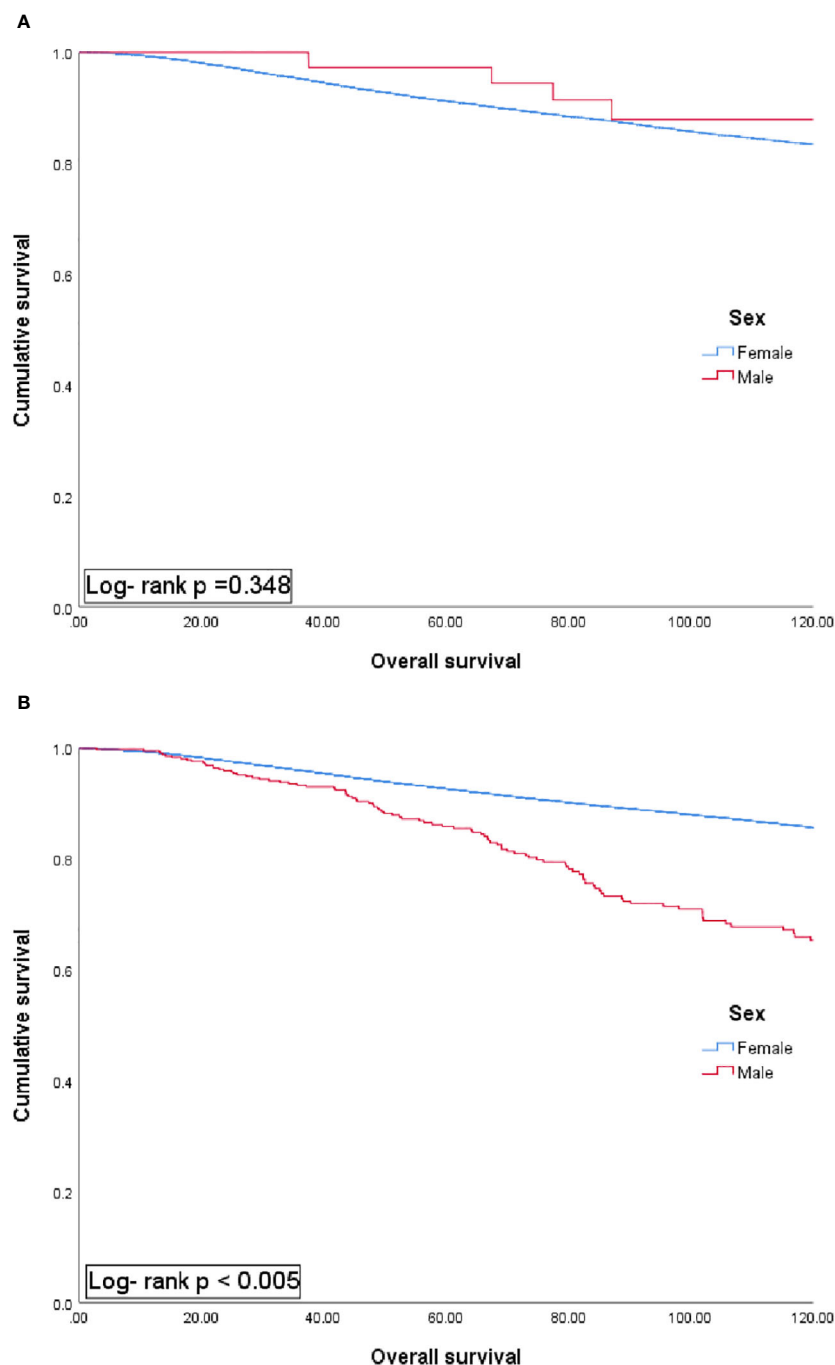 A
1.0
0.8
0.6
0.4
0.2
0.0
Cumulative survival
Sex
Female
Male
Log- rank p =0.348
.00 20.00 40.00 60.00 80.00 100.00 120.00
Overall survival
B
1.0
0.8
0.6
0.4
0.2
0.0
Cumulative survival
Sex
Female
Male
Log- rank p < 0.005
.00 20.00 40.00 60.00 80.00 100.00 120.00
Overall survival